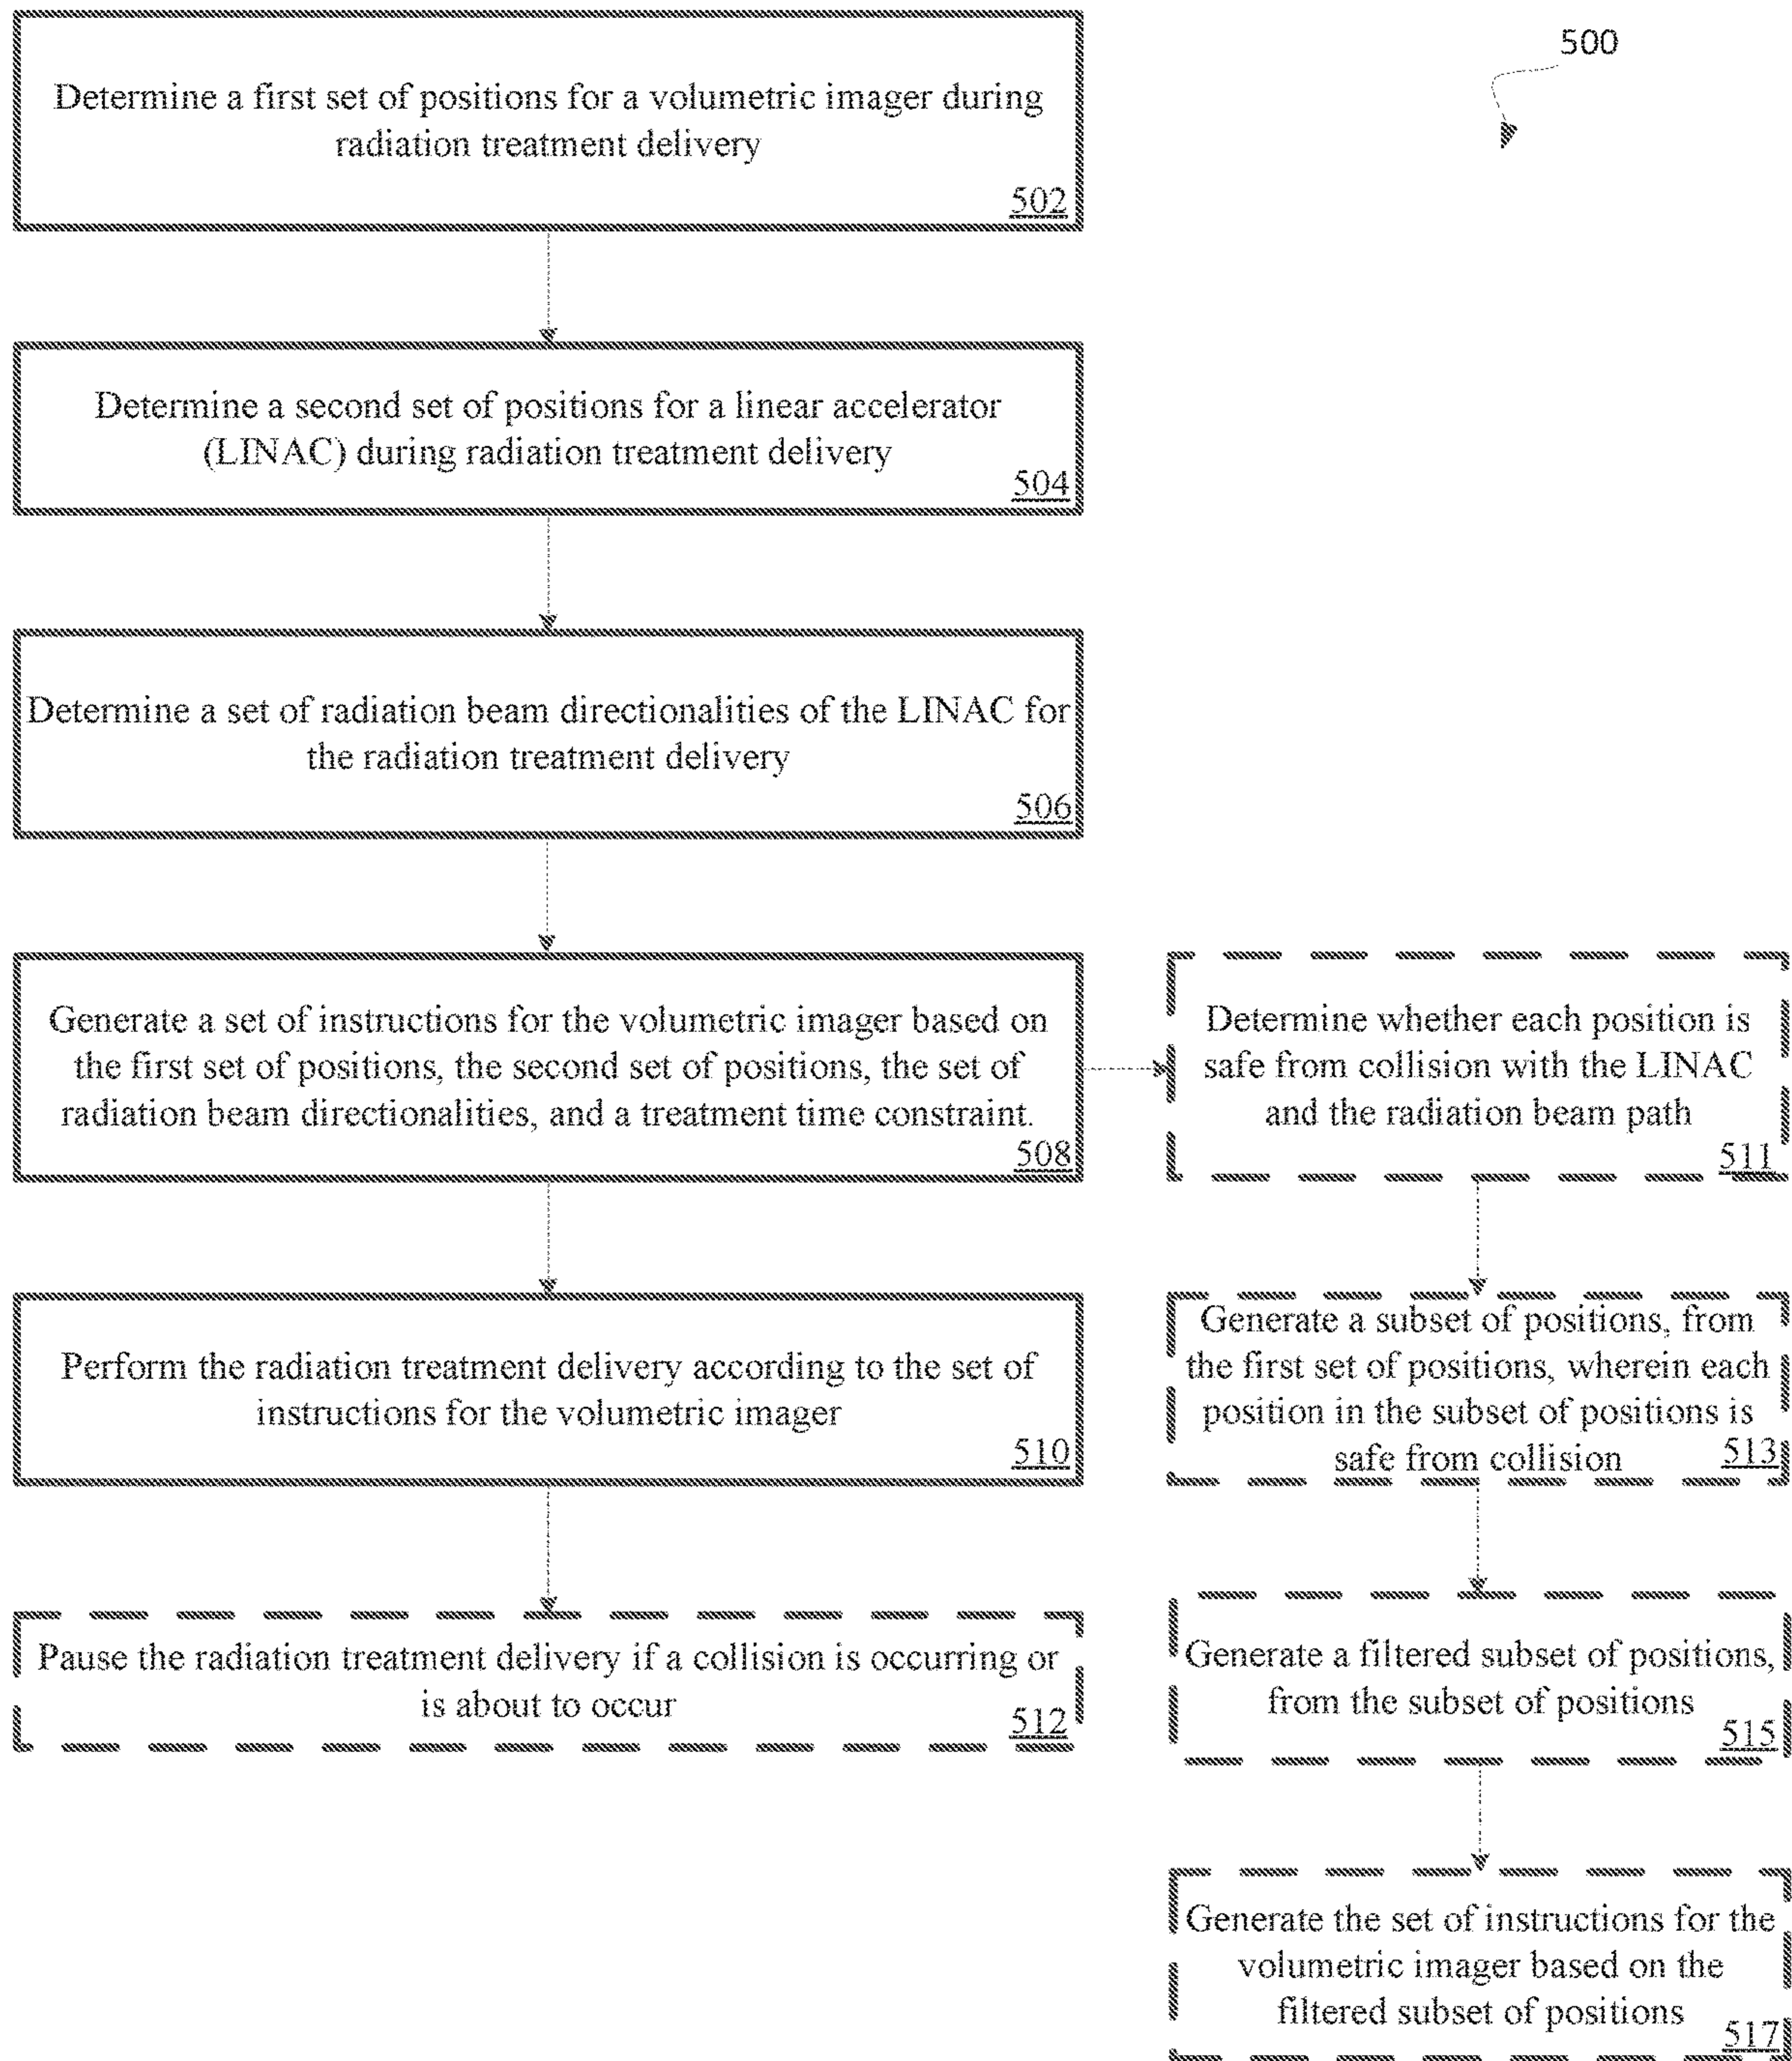 500
Determine a first set of positions for a volumetric imager during
radiation treatment delivery
502
Determine a second set of positions for a linear accelerator
(LINAC) during radiation treatment delivery
504
Determine a set of radiation beam directionalities of the LINAC for
the radiation treatment delivery
506
Generate a set of instructions for the volumetric imager based on
the first set of positions, the second set of positions, the set of
radiation beam directionalities, and a treatment time constraint.
508
Perform the radiation treatment delivery according to the set of
instructions for the volumetric imager
510
Pause the radiation treatment delivery if a collision is occurring or
is about to occur
512
Determine whether each position is
safe from collision with the LINAC
and the radiation beam path
511
Generate a subset of positions, from
the first set of positions, wherein each
position in the subset of positions is
safe from collision
513
Generate a filtered subset of positions,
from the subset of positions
515
Generate the set of instructions for the
volumetric imager based on the
filtered subset of positions
517